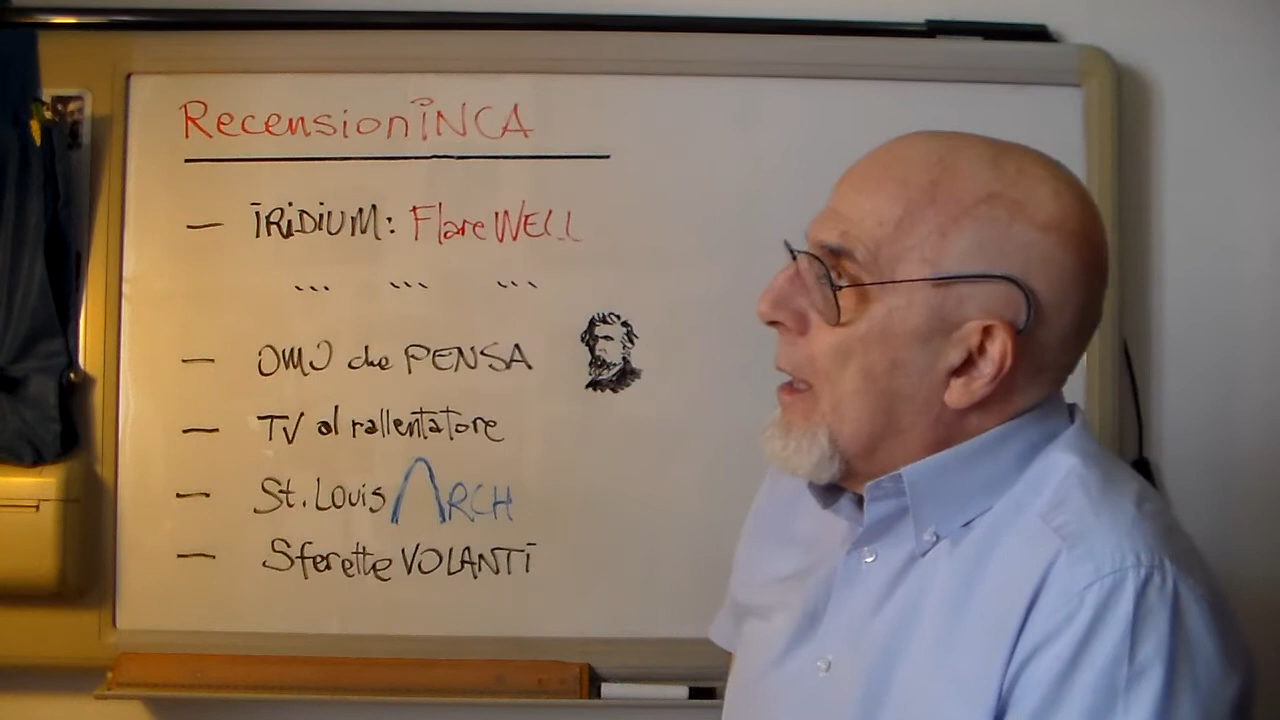 RecensionINCA
— IRIDIUM: FlareWELL
... ... ...
— OMO che PENSA
— TV al rallentatore
— St. Louis ARCH
— Sferette VOLANTI